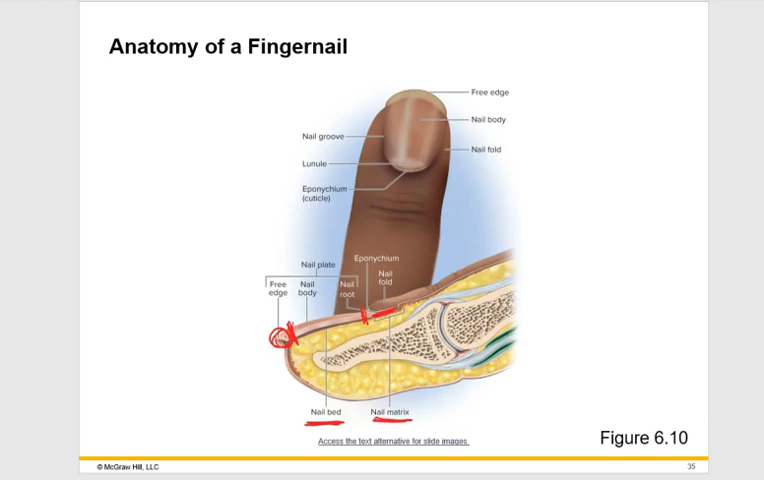 Anatomy of a Fingernail
Free edge
Nail body
Nail groove
Nail fold
Lunule
Eponychium
(cuticle)
Eponychium
Nail plate
Nail
fold
Free
edge
Nail
body
Nail
root
Nail bed
Nail matrix
Figure 6.10
Access the text alternative for slide images.
© McGraw Hill, LLC
35